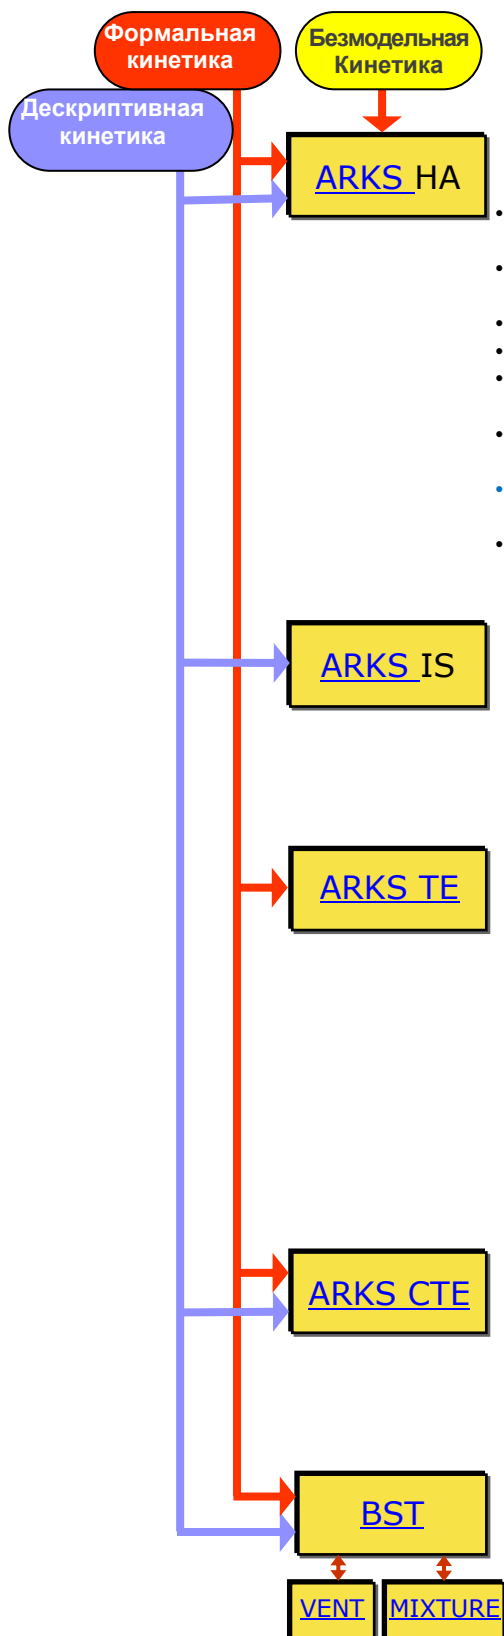 Формальная
кинетика
Безмодельная
Кинетика
Дескриптивная
кинетика
ARKS HA
ARKS IS
ARKS TE
ARKS CTE
BST
VENT
MIXTURE